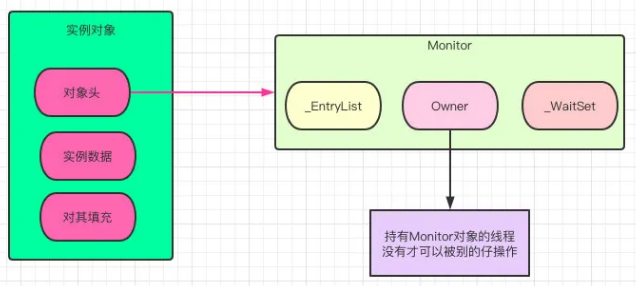 实例对象
对象头
实例数据
对其填充
Monitor
_EntryList
Owner
_WaitSet
持有Monitor对象的线程
没有才可以被别的仔操作